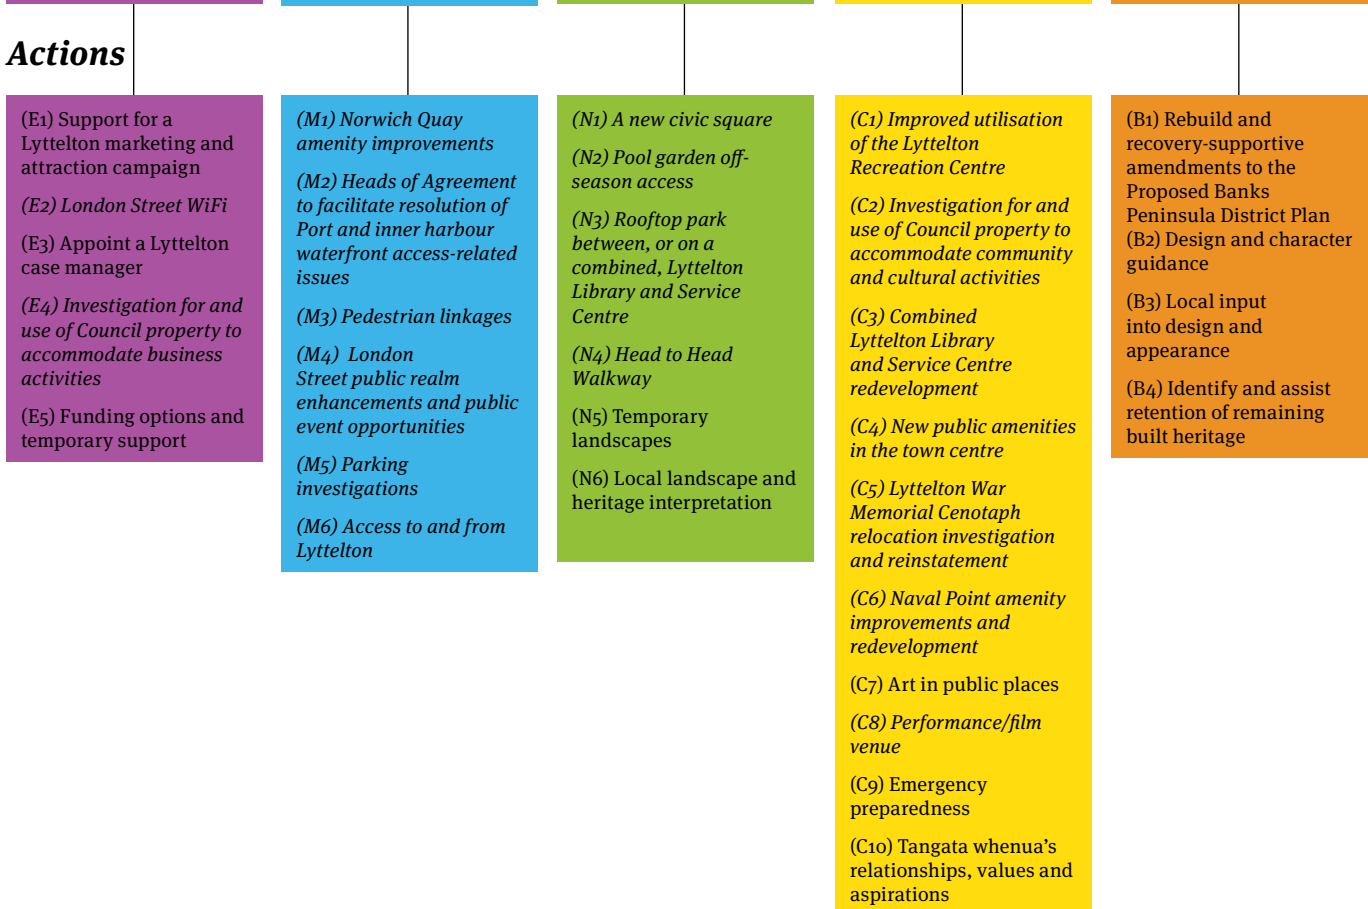 Actions
(E1) Support for a
Lyttelton marketing and
attraction campaign
(E2) London Street WiFi
(E3) Appoint a Lyttelton
case manager
(E4) Investigation for and
use of Council property to
accommodate business
activities
(E5) Funding options and
temporary support
(M1) Norwich Quay
amenity improvements
(M2) Heads of Agreement
to facilitate resolution of
Port and inner harbour
waterfront access-related
issues
(M3) Pedestrian linkages
(M4) London
Street public realm
enhancements and public
event opportunities
(M5) Parking
investigations
(M6) Access to and from
Lyttelton
(N1) A new civic square
(N2) Pool garden off-
season access
(N3) Rooftop park
between, or on a
combined, Lyttelton
Library and Service
Centre
(N4) Head to Head
Walkway
(N5) Temporary
landscapes
(N6) Local landscape and
heritage interpretation
(C1) Improved utilisation
of the Lyttelton
Recreation Centre
(C2) Investigation for and
use of Council property to
accommodate community
and cultural activities
(C3) Combined
Lyttelton Library
and Service Centre
redevelopment
(C4) New public amenities
in the town centre
(C5) Lyttelton War
Memorial Cenotaph
relocation investigation
and reinstatement
(C6) Naval Point amenity
improvements and
redevelopment
(C7) Art in public places
(C8) Performance/film
venue
(C9) Emergency
preparedness
(C10) Tangata whenua's
relationships, values and
aspirations
(B1) Rebuild and
recovery-supportive
amendments to the
Proposed Banks
Peninsula District Plan
(B2) Design and character
guidance
(B3) Local input
into design and
appearance
(B4) Identify and assist
retention of remaining
built heritage